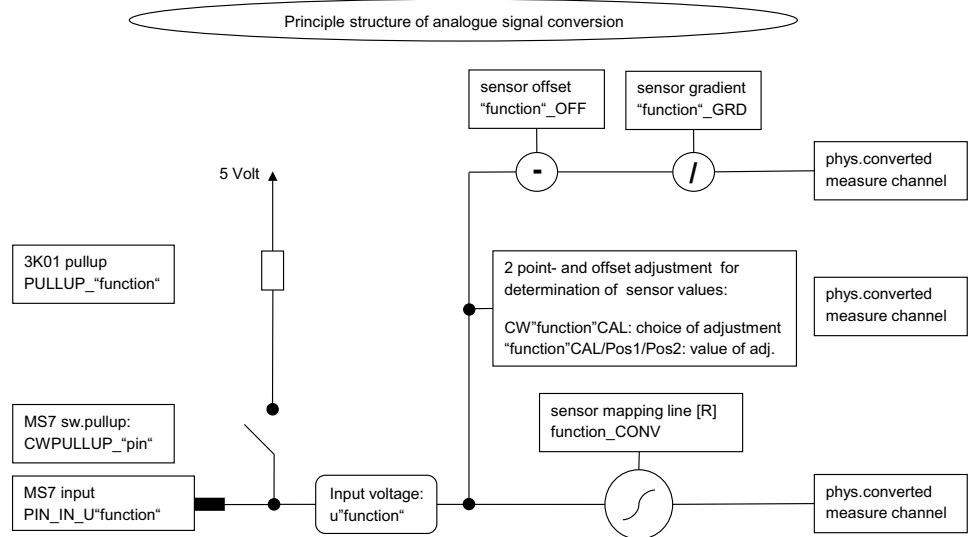 Principle structure of analogue signal conversion
sensor offset
“function“_OFF
sensor gradient
“function“_GRD
-
/
phys.converted
measure channel
5 Volt
3K01 pullup
PULLUP_“function“
2 point- and offset adjustment for
determination of sensor values:
CW”function”CAL: choice of adjustment
“function”CAL/Pos1/Pos2: value of adj.
phys.converted
measure channel
MS7 sw.pullup:
CWPULLUP_“pin“
sensor mapping line [R]
function_CONV
MS7 input
PIN_IN_U“function“
Input voltage:
u”function“
phys.converted
measure channel